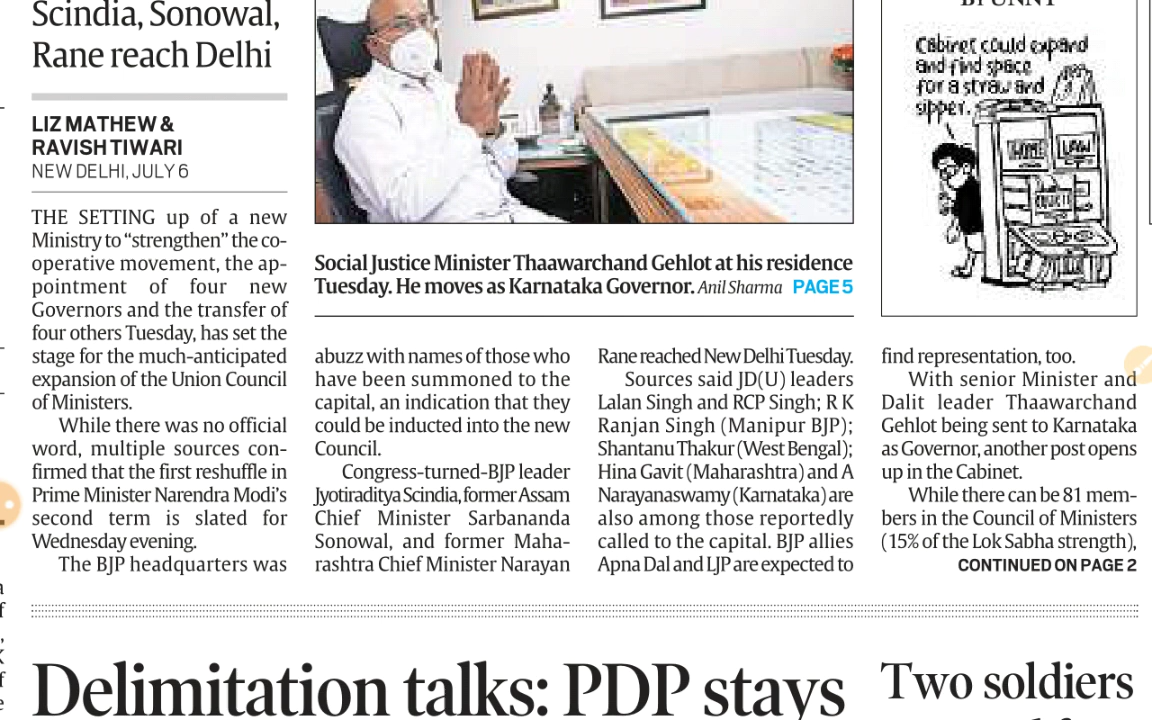 Scindia, Sonowal,
Rane reach Delhi
LIZ MATHEW &
RAVISH TIWARI
NEW DELHI, JULY 6
THE SETTING up of a new
Ministry to “strengthen” the co-
operative movement, the ap-
pointment of four new
Governors and the transfer of
four others Tuesday, has set the
stage for the much-anticipated
expansion of the Union Council
of Ministers.
While there was no official
word, multiple sources con-
firmed that the first reshuffle in
Prime Minister Narendra Modi’s
second term is slated for
Wednesday evening.
The BJP headquarters was
Social Justice Minister Thaawarchand Gehlot at his residence
Tuesday. He moves as Karnataka Governor. Anil Sharma PAGE 5
abuzz with names of those who
have been summoned to the
capital, an indication that they
could be inducted into the new
Council.
Congress-turned-BJP leader
Jyotiraditya Scindia, former Assam
Chief Minister Sarbananda
Sonowal, and former Maha-
rashtra Chief Minister Narayan
Rane reached New Delhi Tuesday.
Sources said JD(U) leaders
Lalan Singh and RCP Singh; R K
Ranjan Singh (Manipur BJP);
Shantanu Thakur (West Bengal);
Hina Gavit (Maharashtra) and A
Narayanaswamy (Karnataka) are
also among those reportedly
called to the capital. BJP allies
Apna Dal and LJP are expected to
Cabinet could expand
and find space
for a straw and
sipper.
HOME LAW
find representation, too.
With senior Minister and
Dalit leader Thaawarchand
Gehlot being sent to Karnataka
as Governor, another post opens
up in the Cabinet.
While there can be 81 mem-
bers in the Council of Ministers
(15% of the Lok Sabha strength),
CONTINUED ON PAGE 2
Delimitation talks: PDP stays
Two soldiers